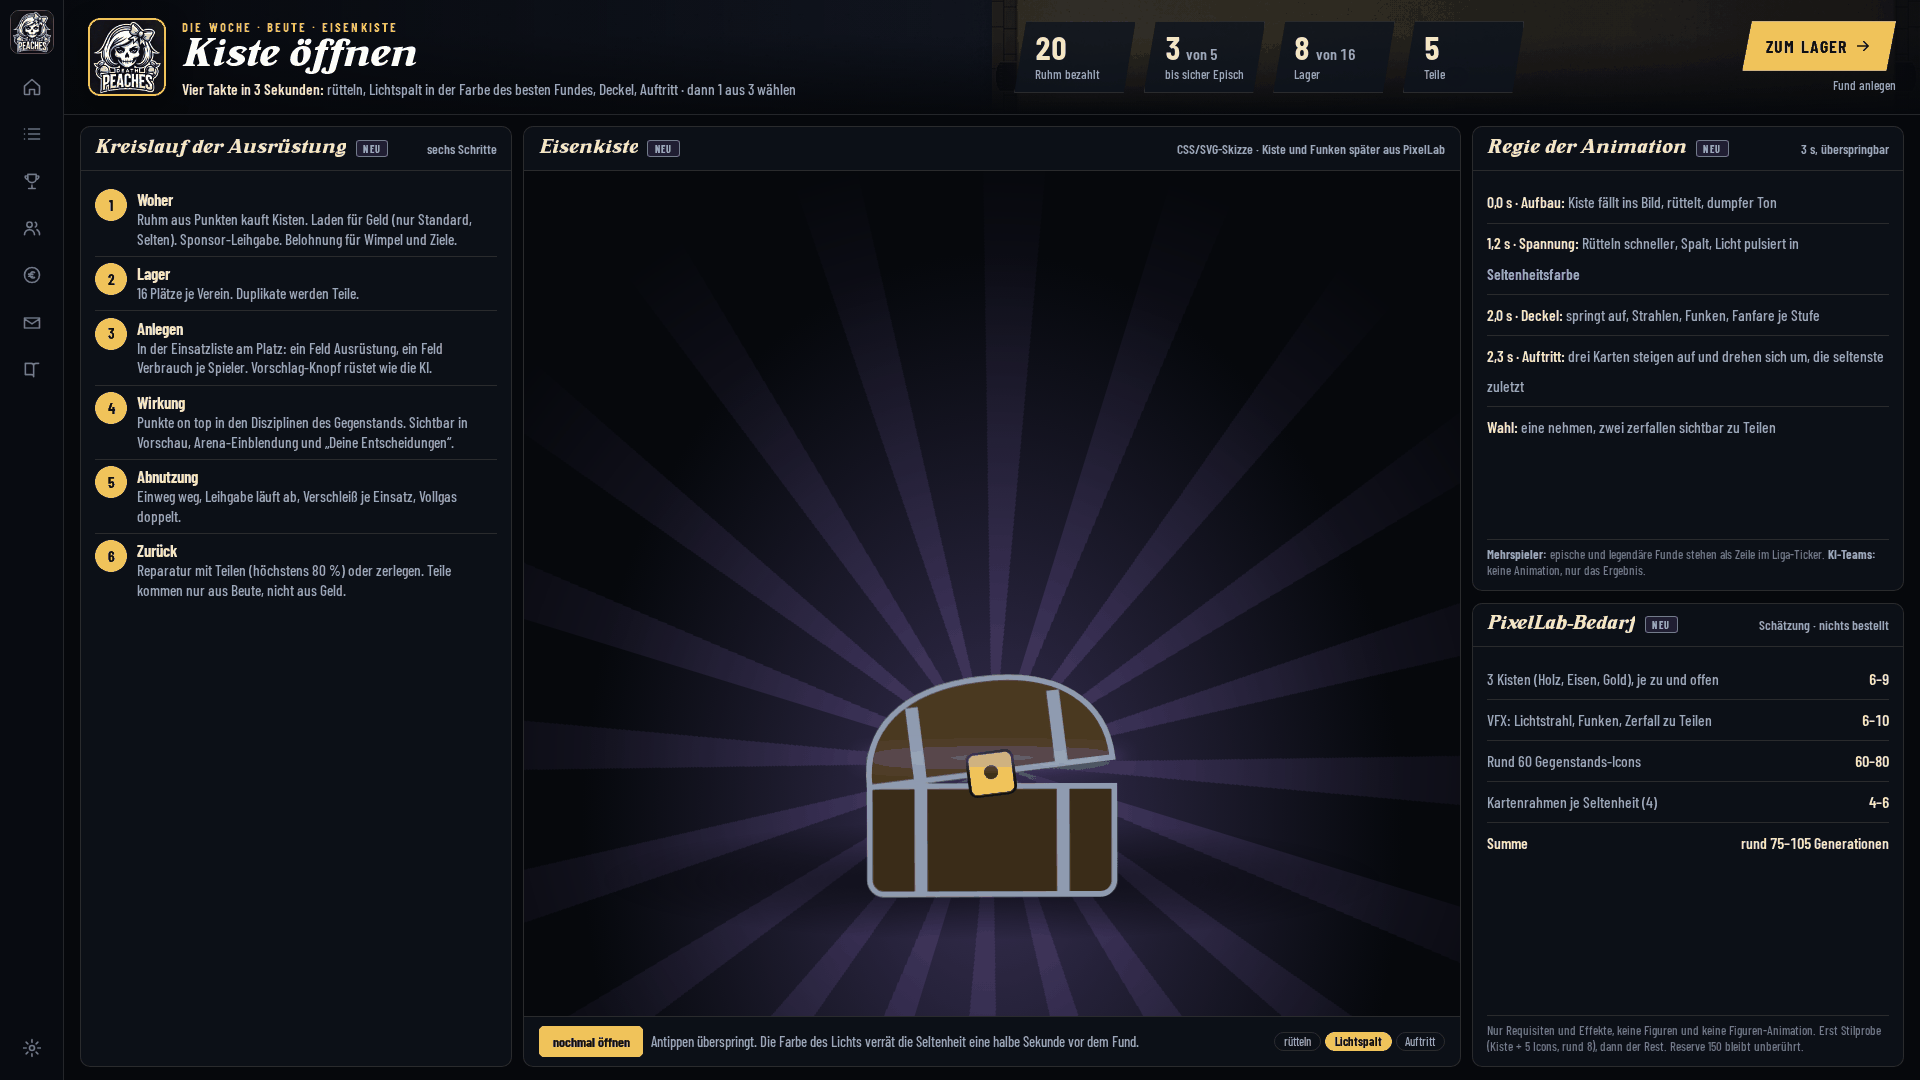 DEATH
PEACHES
DEATH
PEACHES
DIE WOCHE · BEUTE · EISENKISTE
Kiste öffnen
Vier Takte in 3 Sekunden: rütteln, Lichtspalt in der Farbe des besten Fundes, Deckel, Auftritt · dann 1 aus 3 wählen
20
Ruhm bezahlt
3 von 5
bis sicher Episch
8 von 16
Lager
5
Teile
ZUM LAGER →
Fund anlegen
Kreislauf der Ausrüstung NEU sechs Schritte
1 Woher
Ruhm aus Punkten kauft Kisten. Laden für Geld (nur Standard,
Selten). Sponsor-Leihgabe. Belohnung für Wimpel und Ziele.
2 Lager
16 Plätze je Verein. Duplikate werden Teile.
3 Anlegen
In der Einsatzliste am Platz: ein Feld Ausrüstung, ein Feld
Verbrauch je Spieler. Vorschlag-Knopf rüstet wie die KI.
4 Wirkung
Punkte on top in den Disziplinen des Gegenstands. Sichtbar in
Vorschau, Arena-Einblendung und „Deine Entscheidungen“.
5 Abnutzung
Einweg weg, Leihgabe läuft ab, Verschleiß je Einsatz, Vollgas
doppelt.
6 Zurück
Reparatur mit Teilen (höchstens 80 %) oder zerlegen. Teile
kommen nur aus Beute, nicht aus Geld.
Eisenkiste NEU CSS/SVG-Skizze · Kiste und Funken später aus PixelLab
nochmal öffnen Antippen überspringt. Die Farbe des Lichts verrät die Seltenheit eine halbe Sekunde vor dem Fund. rütteln Lichtspalt Auftritt
Regie der Animation NEU 3 s, überspringbar
0,0 s · Aufbau: Kiste fällt ins Bild, rüttelt, dumpfer Ton
1,2 s · Spannung: Rütteln schneller, Spalt, Licht pulsiert in
Seltenheitsfarbe
2,0 s · Deckel: springt auf, Strahlen, Funken, Fanfare je Stufe
2,3 s · Auftritt: drei Karten steigen auf und drehen sich um, die seltenste
zuletzt
Wahl: eine nehmen, zwei zerfallen sichtbar zu Teilen
Mehrspieler: epische und legendäre Funde stehen als Zeile im Liga-Ticker. KI-Teams:
keine Animation, nur das Ergebnis.
PixelLab-Bedarf NEU Schätzung · nichts bestellt
3 Kisten (Holz, Eisen, Gold), je zu und offen 6–9
VFX: Lichtstrahl, Funken, Zerfall zu Teilen 6–10
Rund 60 Gegenstands-Icons 60–80
Kartenrahmen je Seltenheit (4) 4–6
Summe rund 75–105 Generationen
Nur Requisiten und Effekte, keine Figuren und keine Figuren-Animation. Erst Stilprobe
(Kiste + 5 Icons, rund 8), dann der Rest. Reserve 150 bleibt unberührt.